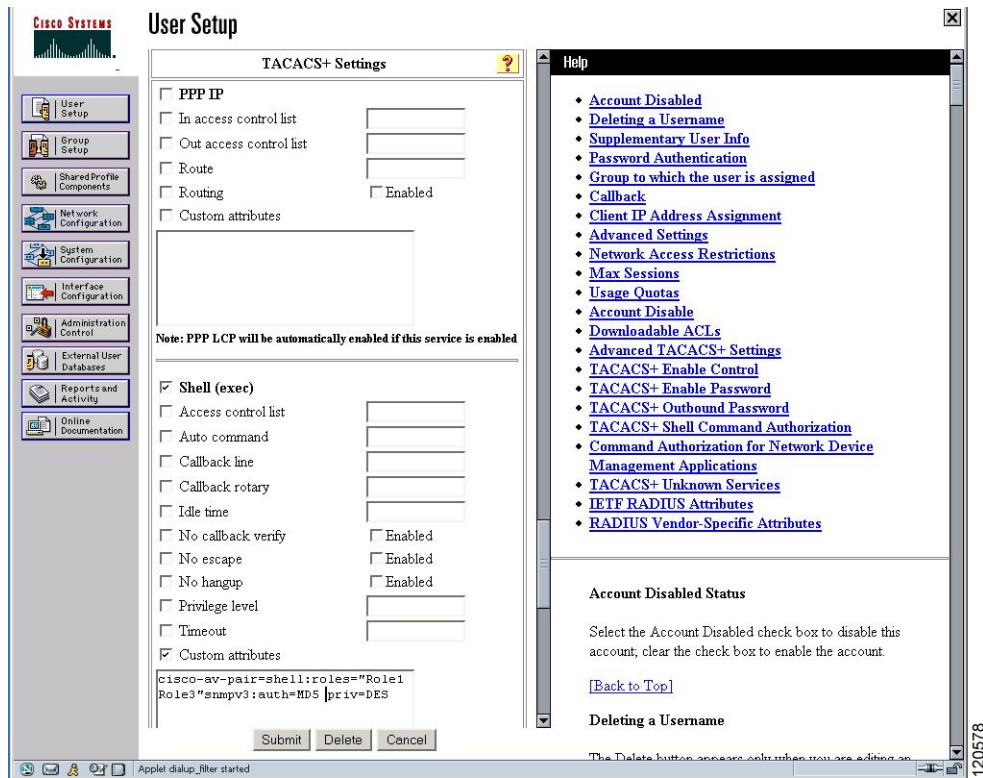 CISCO SYSTEMS
User Setup
User
Setup
Group
Setup
Shared Profile
Components
Network
Configuration
System
Configuration
Interface
Configuration
Administration
Control
External User
Databases
Reports and
Activity
Online
Documentation
TACACS+ Settings
?
PPP IP
In access control list
Out access control list
Route
Routing
Enabled
Custom attributes
Note: PPP LCP will be automatically enabled if this service is enabled
Shell (exec)
Access control list
Auto command
Callback line
Callback rotary
Idle time
No callback verify
Enabled
No escape
Enabled
No hangup
Enabled
Privilege level
Timeout
Custom attributes
cisco-av-pair=shell:roles="Role1
Role3"snmpv3:auth=MD5 priv=DES
Submit
Delete
Cancel
Help
Account Disabled
Deleting a Username
Supplementary User Info
Password Authentication
Group to which the user is assigned
Callback
Client IP Address Assignment
Advanced Settings
Network Access Restrictions
Max Sessions
Usage Quotas
Account Disable
Downloadable ACLs
Advanced TACACS+ Settings
TACACS+ Enable Control
TACACS+ Enable Password
TACACS+ Outbound Password
TACACS+ Shell Command Authorization
Command Authorization for Network Device
Management Applications
TACACS+ Unknown Services
IETF RADIUS Attributes
RADIUS Vendor-Specific Attributes
Account Disabled Status
Select the Account Disabled check box to disable this
account; clear the check box to enable the account.
[Back to Top]
Deleting a Username
The Delete button appears only when you are editing an
Applet dialup_filter started
120578